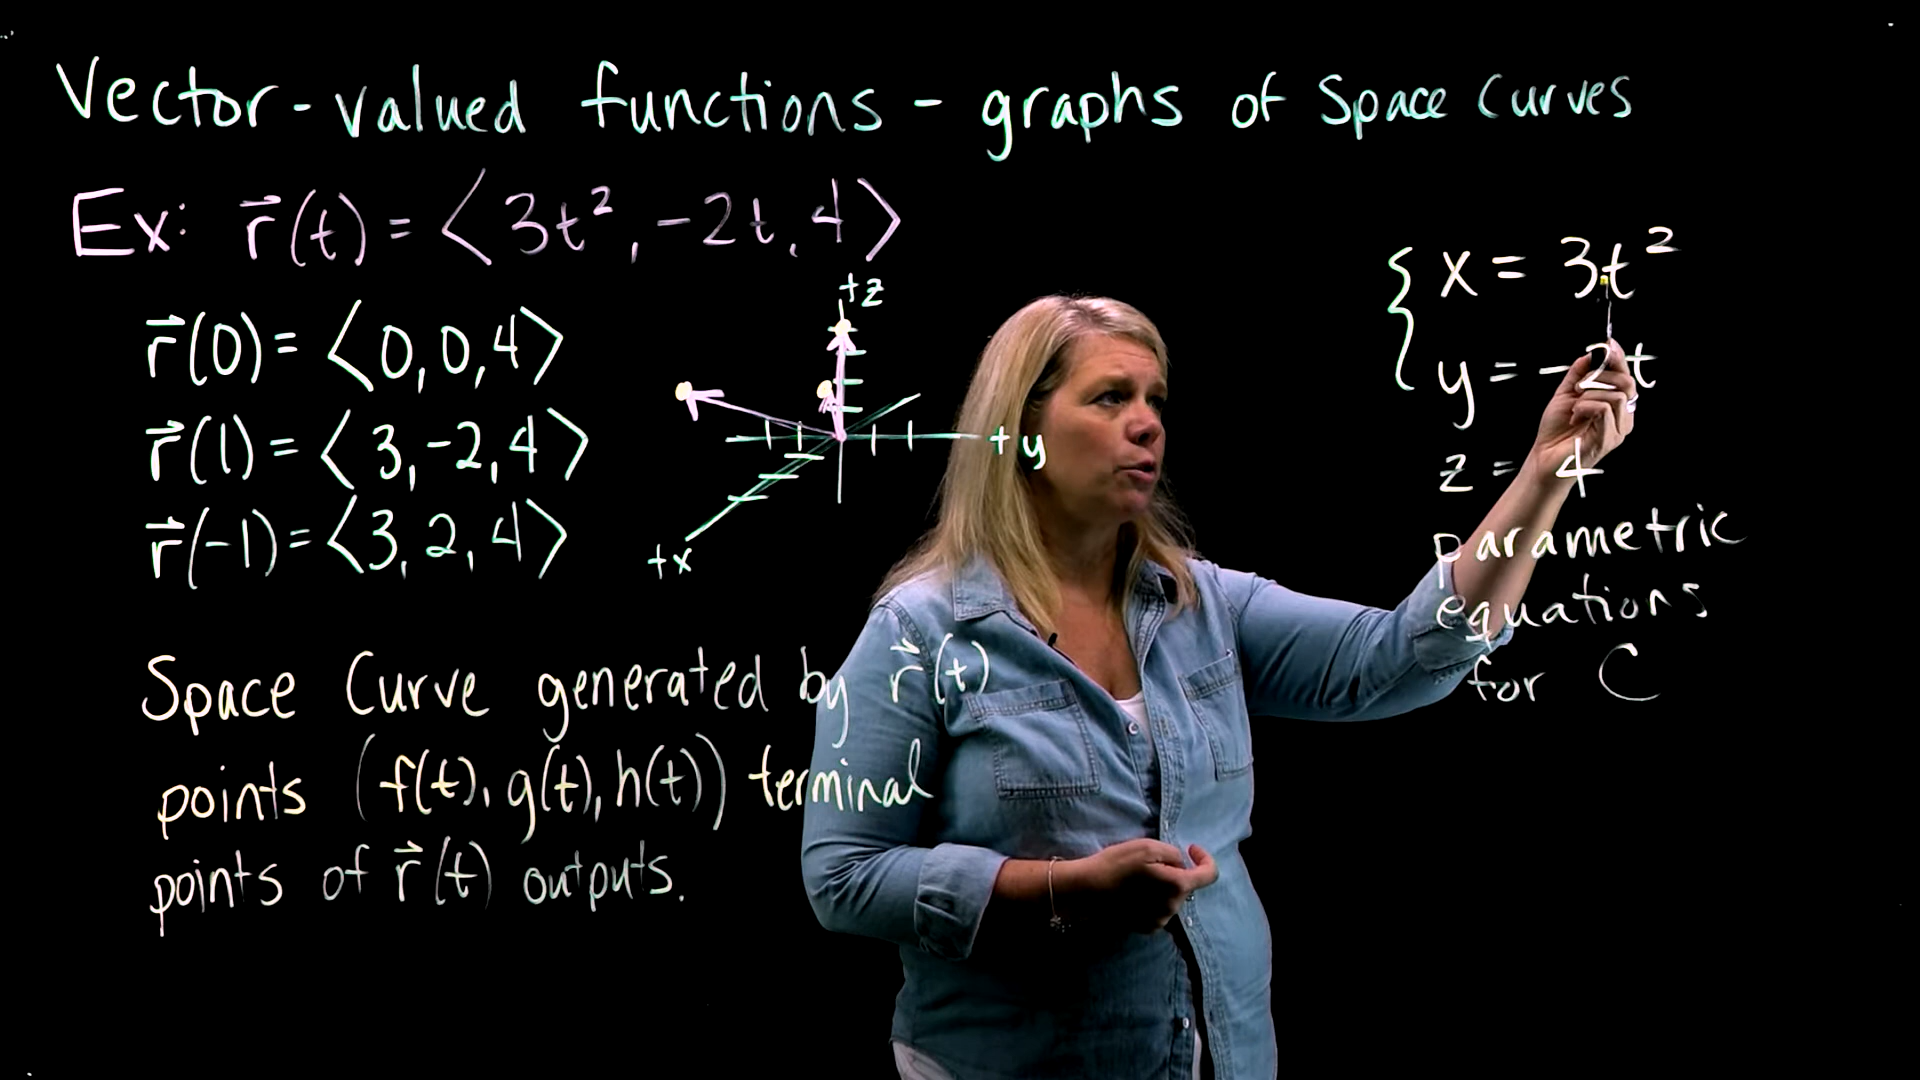 Vector-valued functions - graphs of Space Curves
Ex: r⃗(t) = ⟨3t², -2t, 4⟩
r⃗(0) = ⟨0, 0, 4⟩
r⃗(1) = ⟨3, -2, 4⟩
r⃗(-1) = ⟨3, 2, 4⟩
+z
+y
+x
Space Curve generated by r⃗(t)
points (f(t), g(t), h(t)) terminal
points of r⃗(t) outputs.
{ x = 3t²
y = -2t
z = 4
parametric
equations
for C